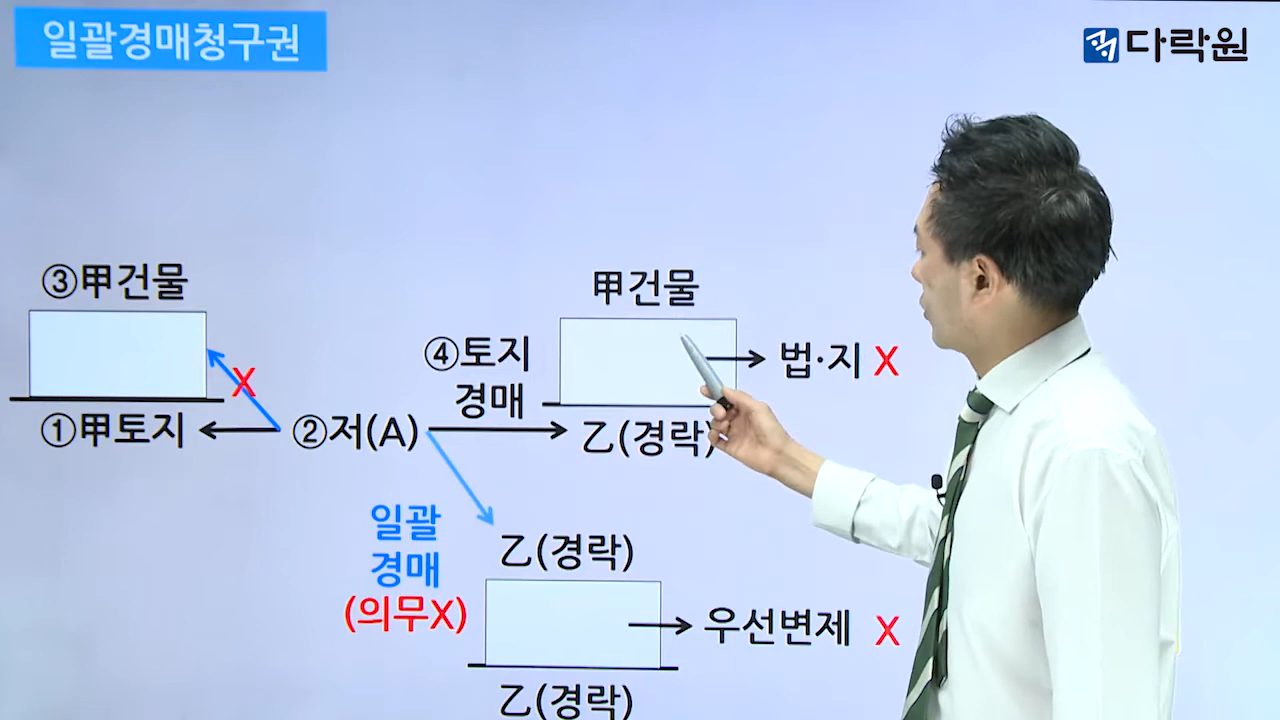 일괄경매청구권
다락원
③甲건물
①甲토지
X
②저(A)
④토지
경매
甲건물
乙(경락)
법·지 X
일괄
경매
(의무X)
乙(경락)
우선변제 X
乙(경락)